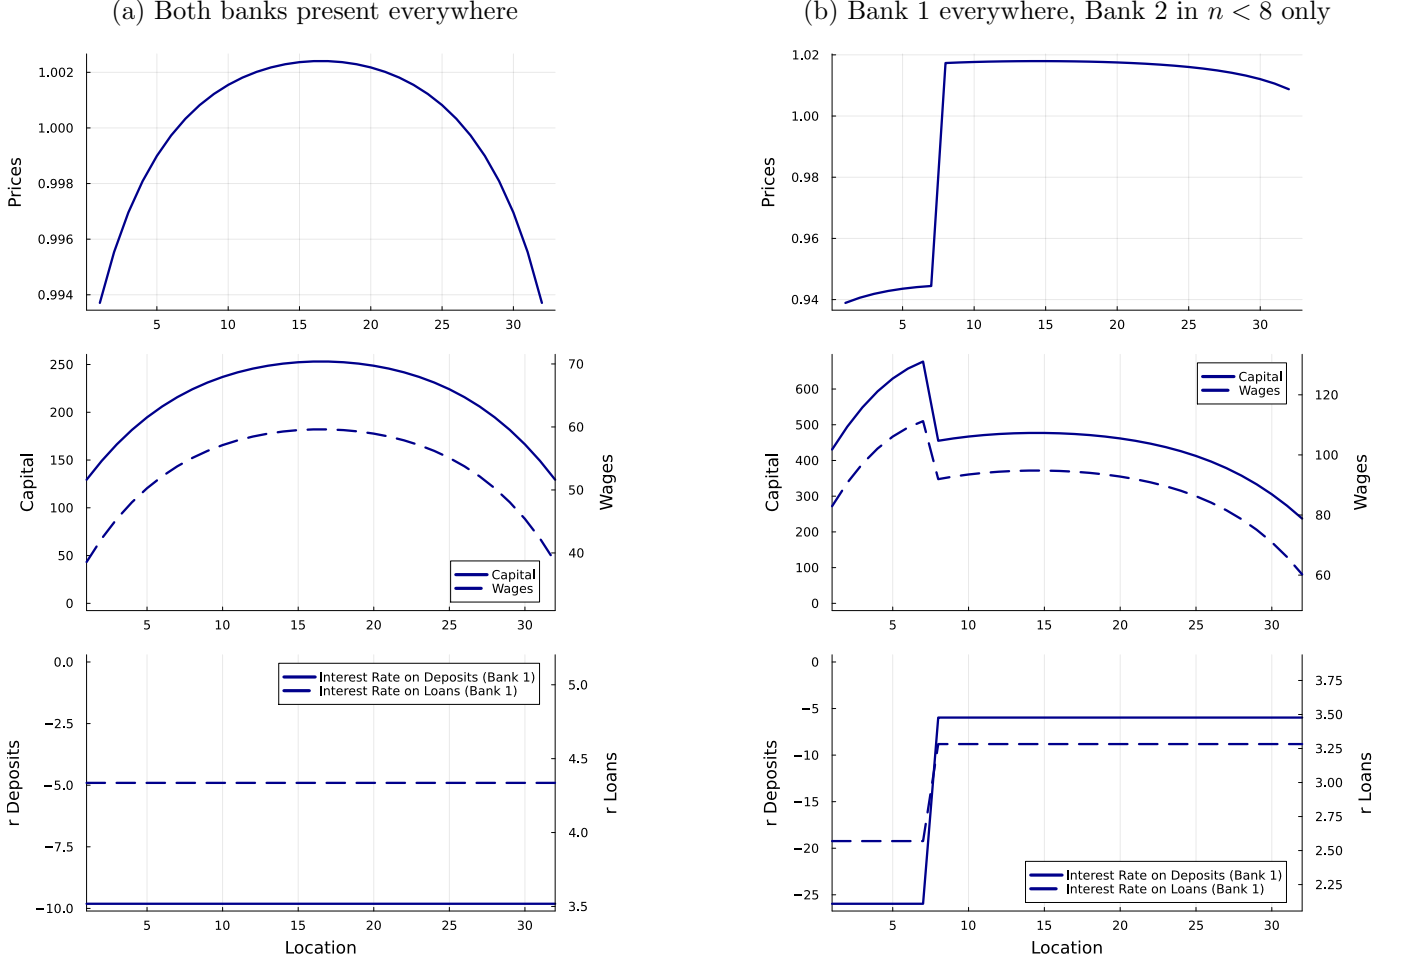 (a) Both banks present everywhere
Prices
1.002
1.000
0.998
0.996
0.994
5 10 15 20 25 30
Capital
250
200
150
100
50
0
70
60
50
40
Wages
Capital
Wages
5 10 15 20 25 30
r Deposits
0.0
−2.5
−5.0
−7.5
−10.0
5.0
4.5
4.0
3.5
r Loans
Interest Rate on Deposits (Bank 1)
Interest Rate on Loans (Bank 1)
5 10 15 20 25 30
Location
(b) Bank 1 everywhere, Bank 2 in n < 8 only
Prices
1.02
1.00
0.98
0.96
0.94
5 10 15 20 25 30
Capital
600
500
400
300
200
100
0
120
100
80
60
Wages
Capital
Wages
5 10 15 20 25 30
r Deposits
0
−5
−10
−15
−20
−25
3.75
3.50
3.25
3.00
2.75
2.50
2.25
r Loans
Interest Rate on Deposits (Bank 1)
Interest Rate on Loans (Bank 1)
5 10 15 20 25 30
Location